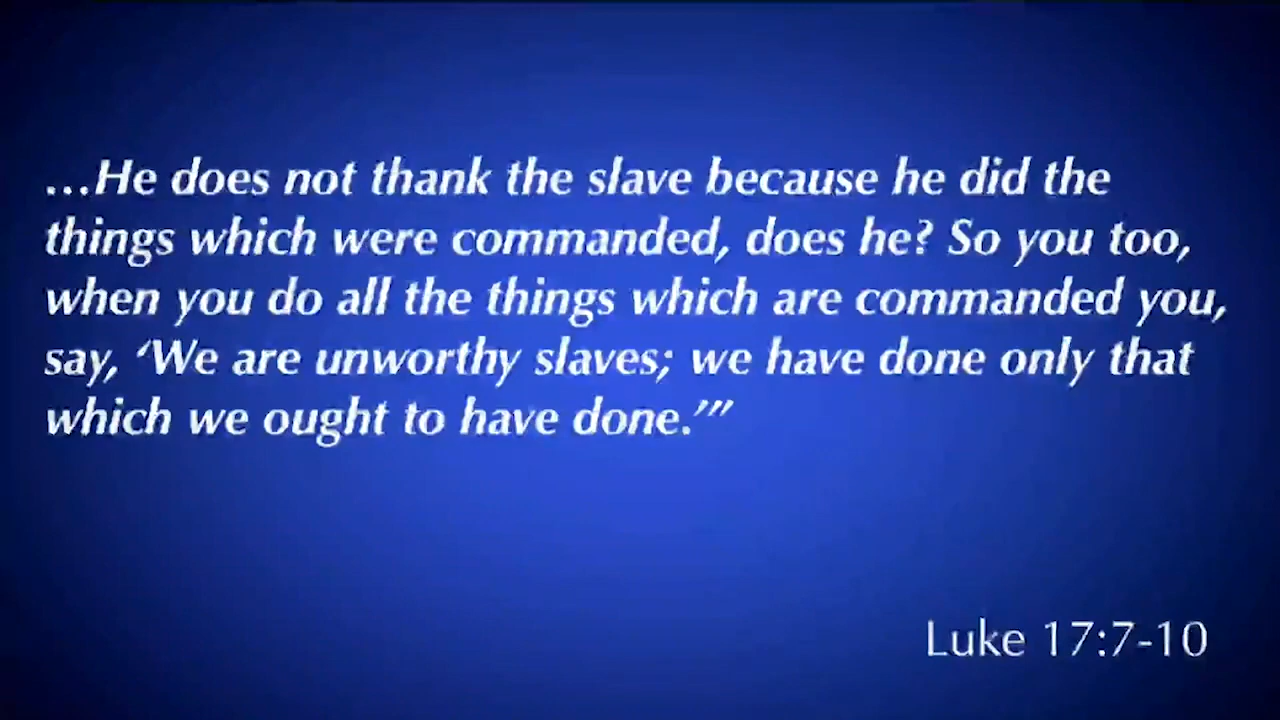 ...He does not thank the slave because he did the
things which were commanded, does he? So you too,
when you do all the things which are commanded you,
say, ‘We are unworthy slaves; we have done only that
which we ought to have done.’”
Luke 17:7-10